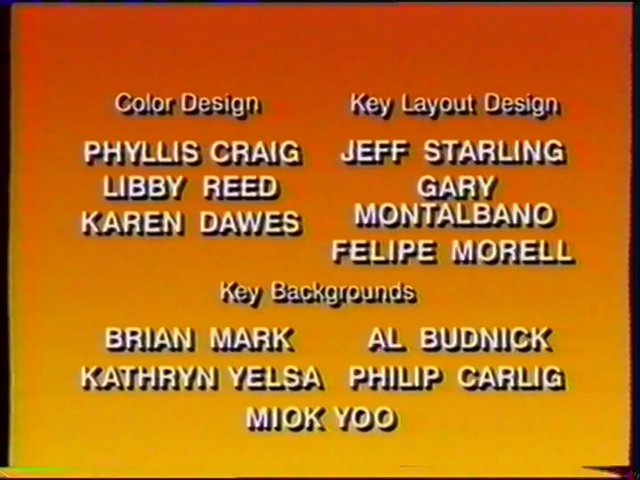 Color Design
PHYLLIS CRAIG
LIBBY REED
KAREN DAWES
Key Layout Design
JEFF STARLING
GARY
MONTALBANO
FELIPE MORELL
Key Backgrounds
BRIAN MARK
AL BUDNICK
KATHRYN YELSA
PHILIP CARLIG
MIOK YOO